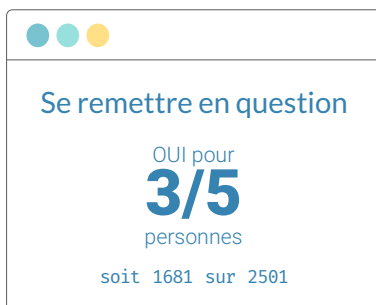 Se remettre en question
OUI pour
3/5
personnes
soit 1681 sur 2501